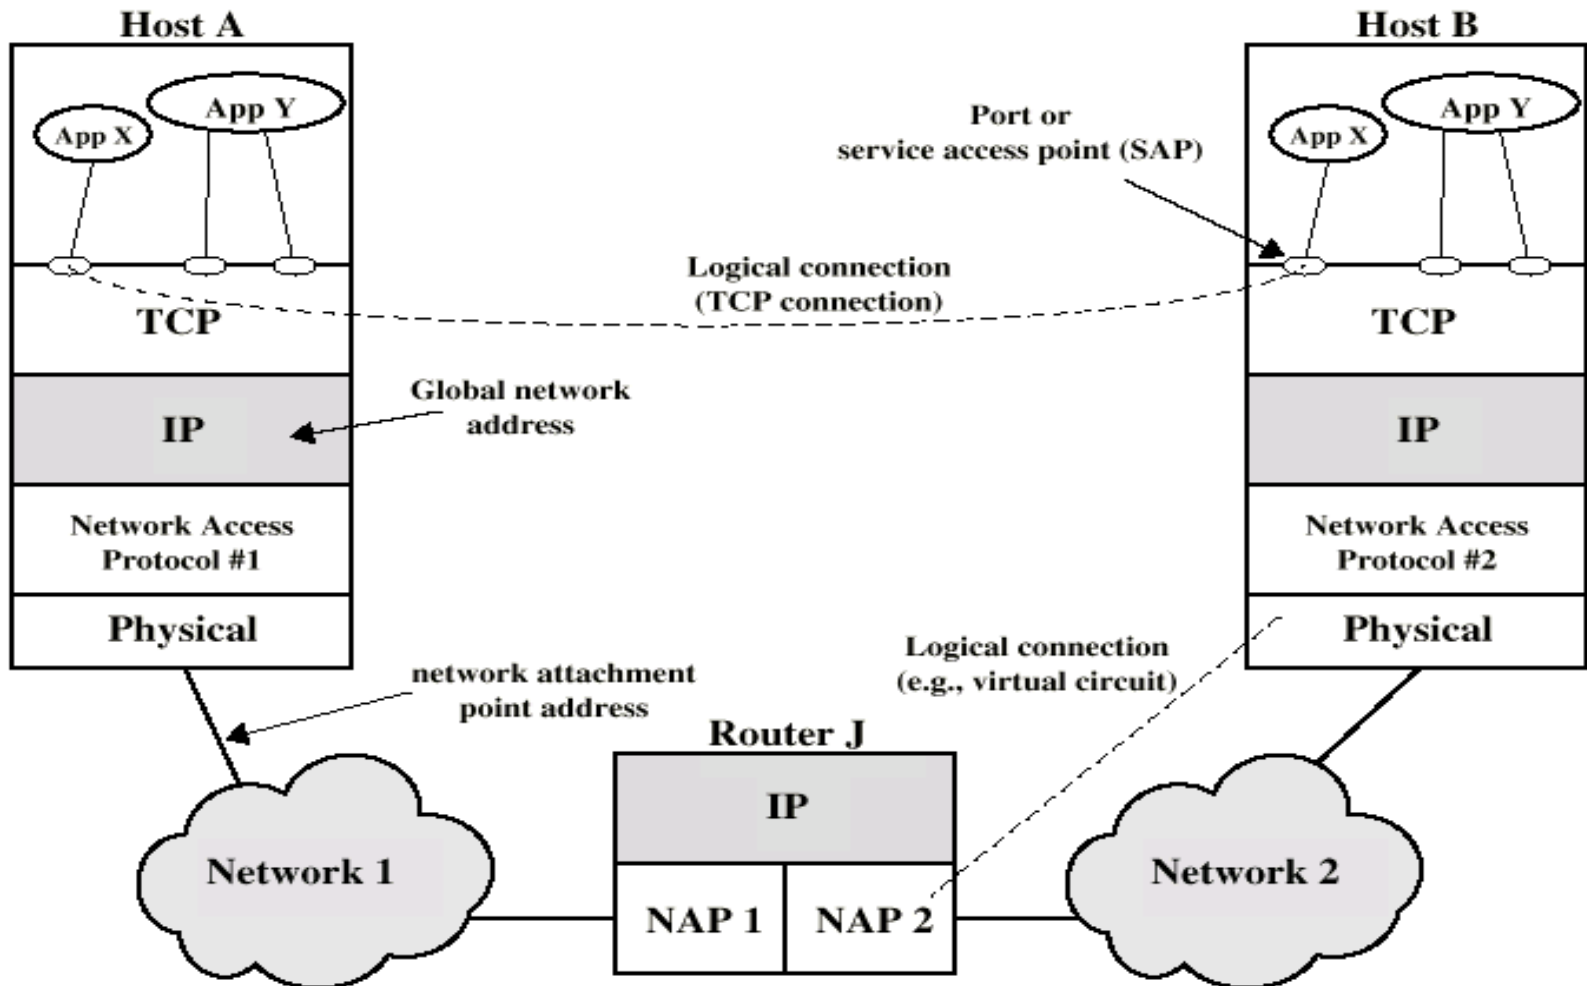 Host A
App X
App Y
TCP
IP
Network Access
Protocol #1
Physical
Port or
service access point (SAP)
Logical connection
(TCP connection)
Global network
address
network attachment
point address
Logical connection
(e.g., virtual circuit)
Host B
App X
App Y
TCP
IP
Network Access
Protocol #2
Physical
Router J
IP
NAP 1
NAP 2
Network 1
Network 2